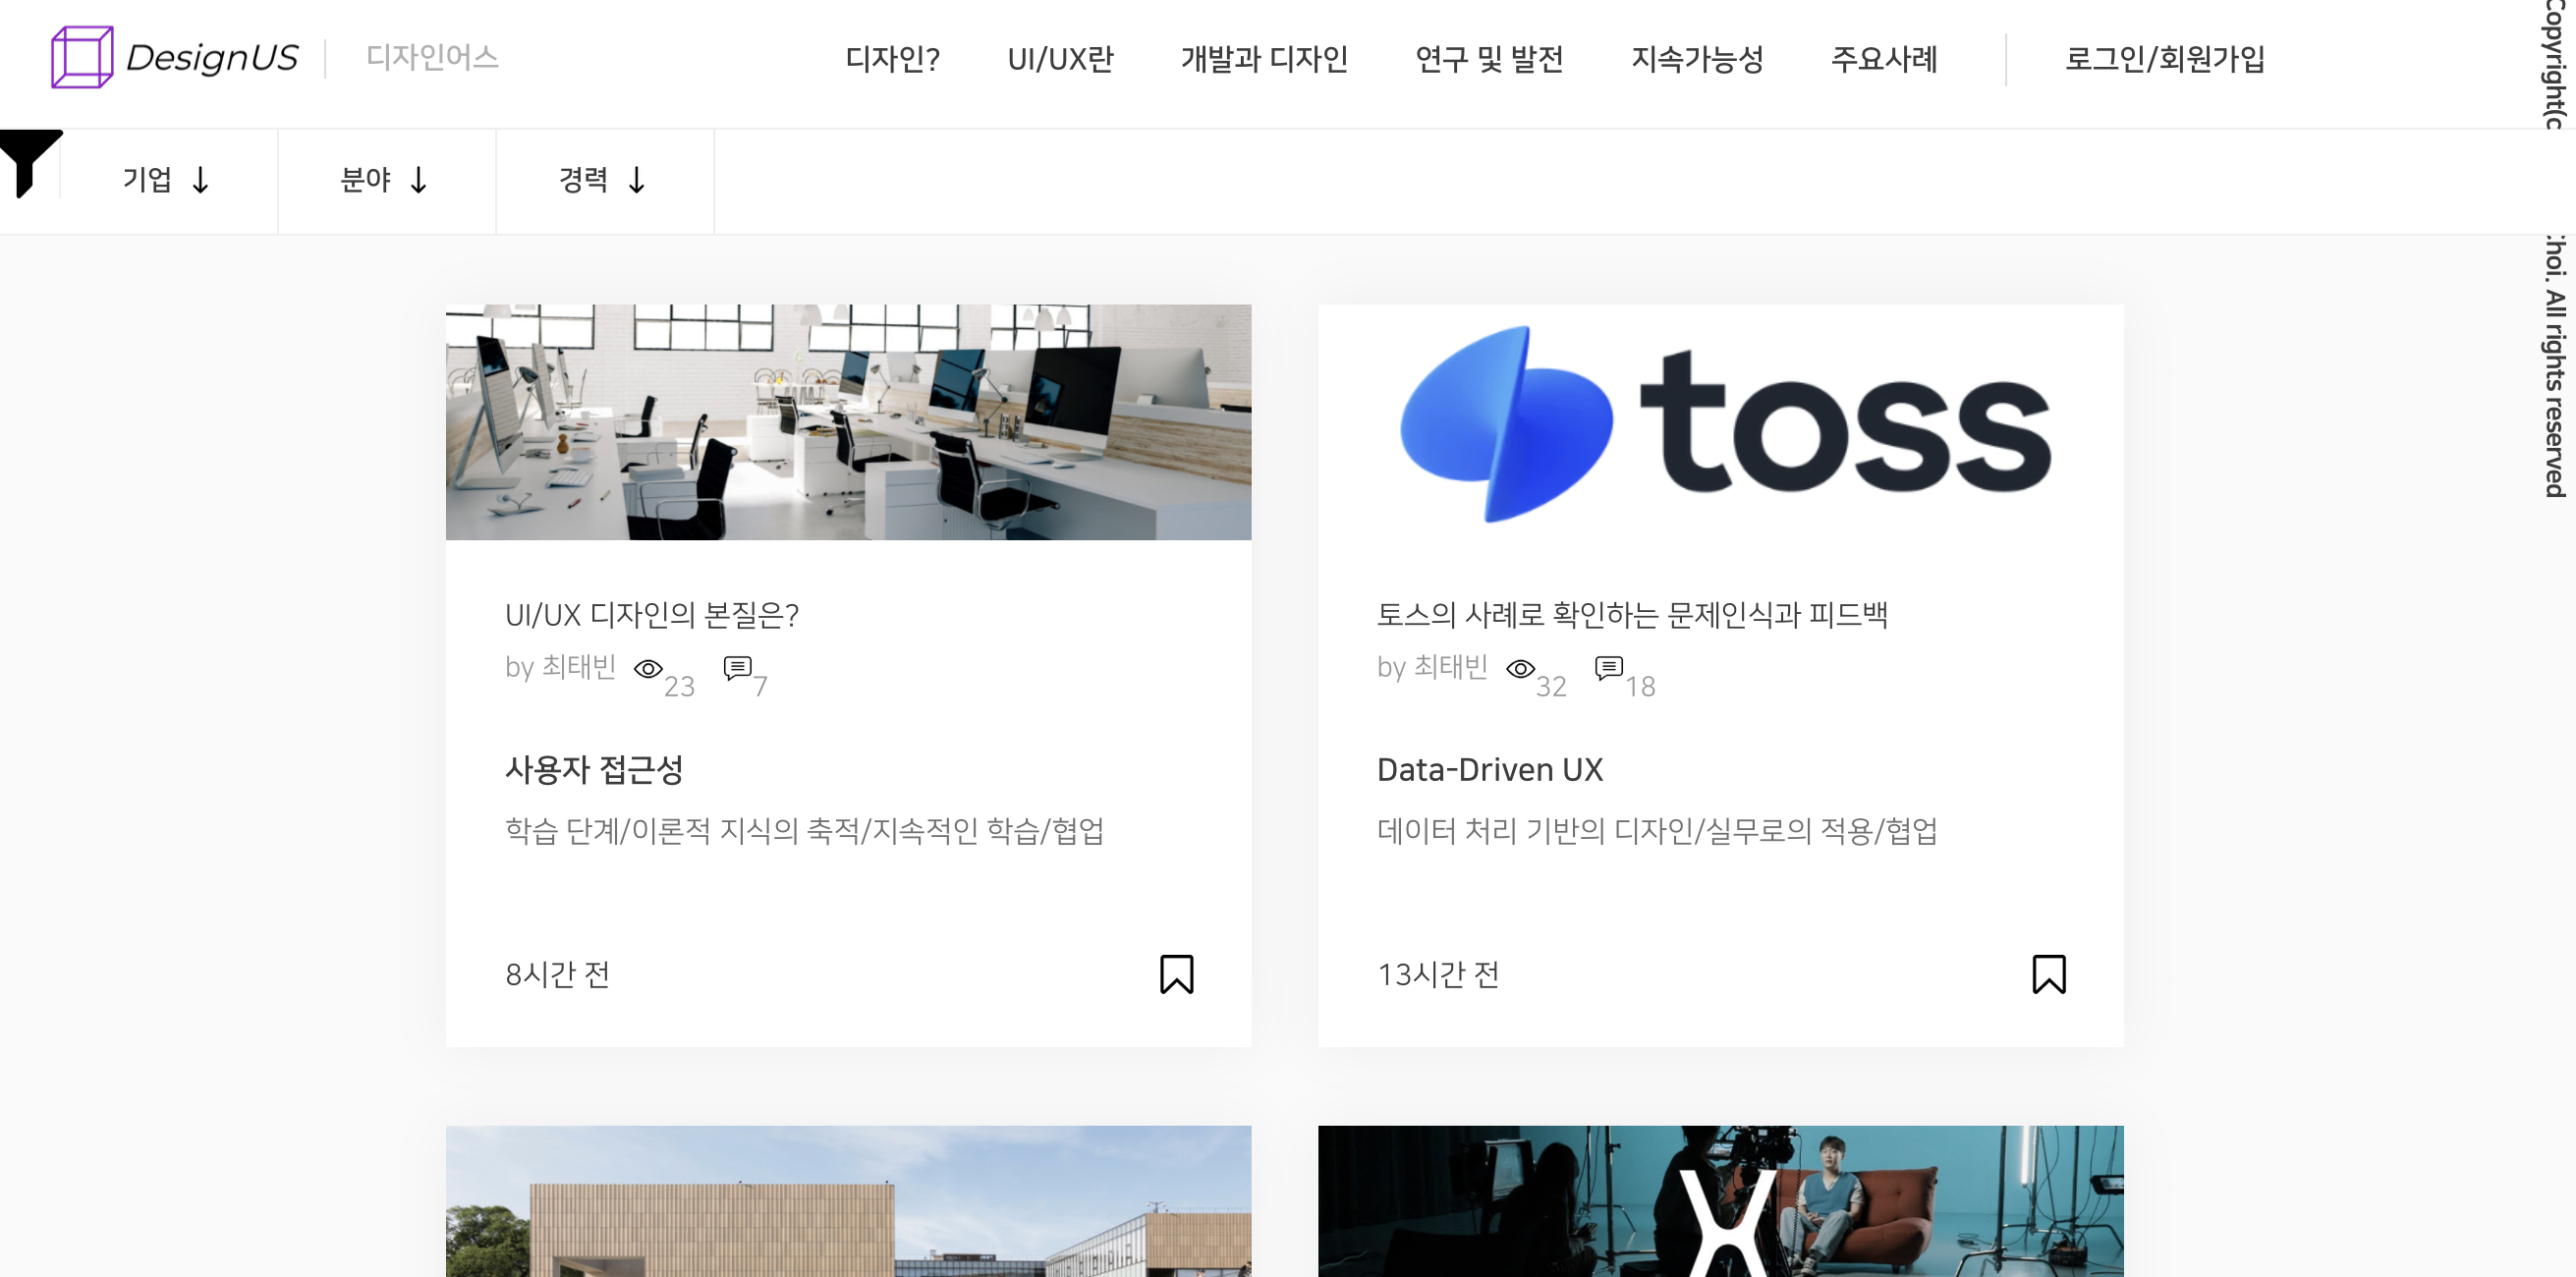 DesignUS
디자인어스
디자인?
UI/UX란
개발과 디자인
연구 및 발전
지속가능성
주요사례
로그인/회원가입
Copyright(c
기업 ↓
분야 ↓
경력 ↓
hoi. All rights reserved
toss
UI/UX 디자인의 본질은?
by 최태빈 23 7
사용자 접근성
학습 단계/이론적 지식의 축적/지속적인 학습/협업
8시간 전
토스의 사례로 확인하는 문제인식과 피드백
by 최태빈 32 18
Data-Driven UX
데이터 처리 기반의 디자인/실무로의 적용/협업
13시간 전
X